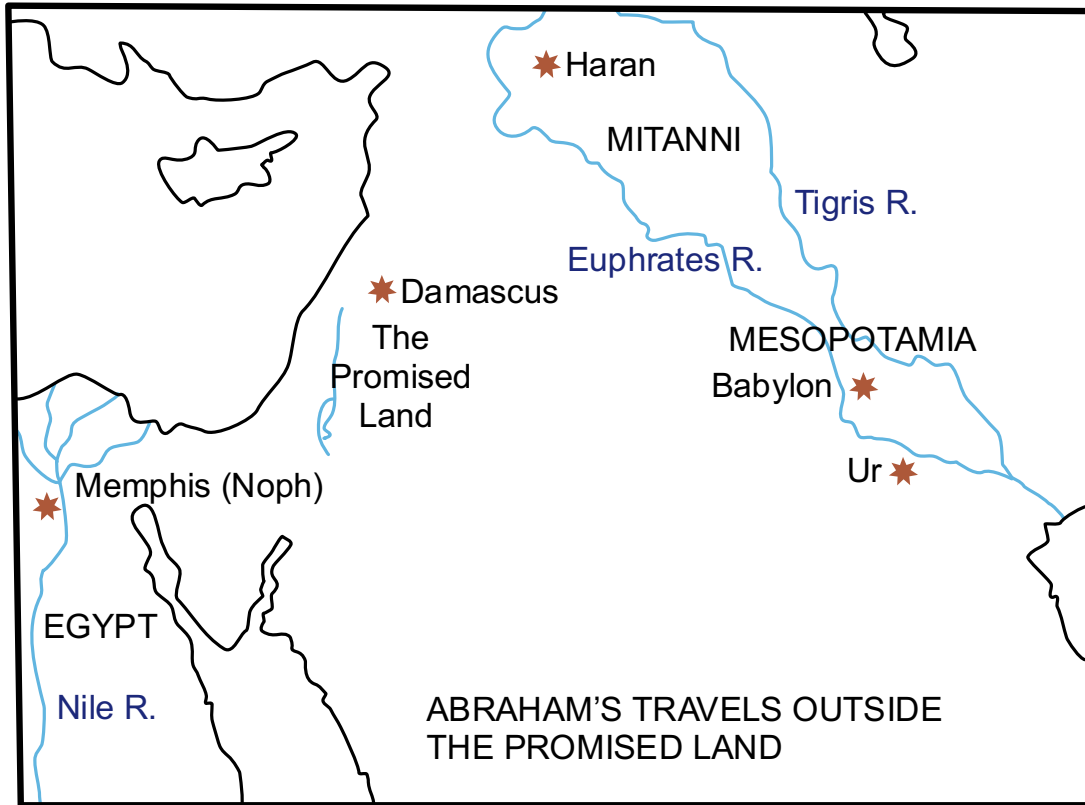 Haran
MITANNI
Tigris R.
Euphrates R.
Damascus
The
Promised
Land
MESOPOTAMIA
Babylon
Ur
Memphis (Noph)
EGYPT
Nile R.
ABRAHAM’S TRAVELS OUTSIDE
THE PROMISED LAND